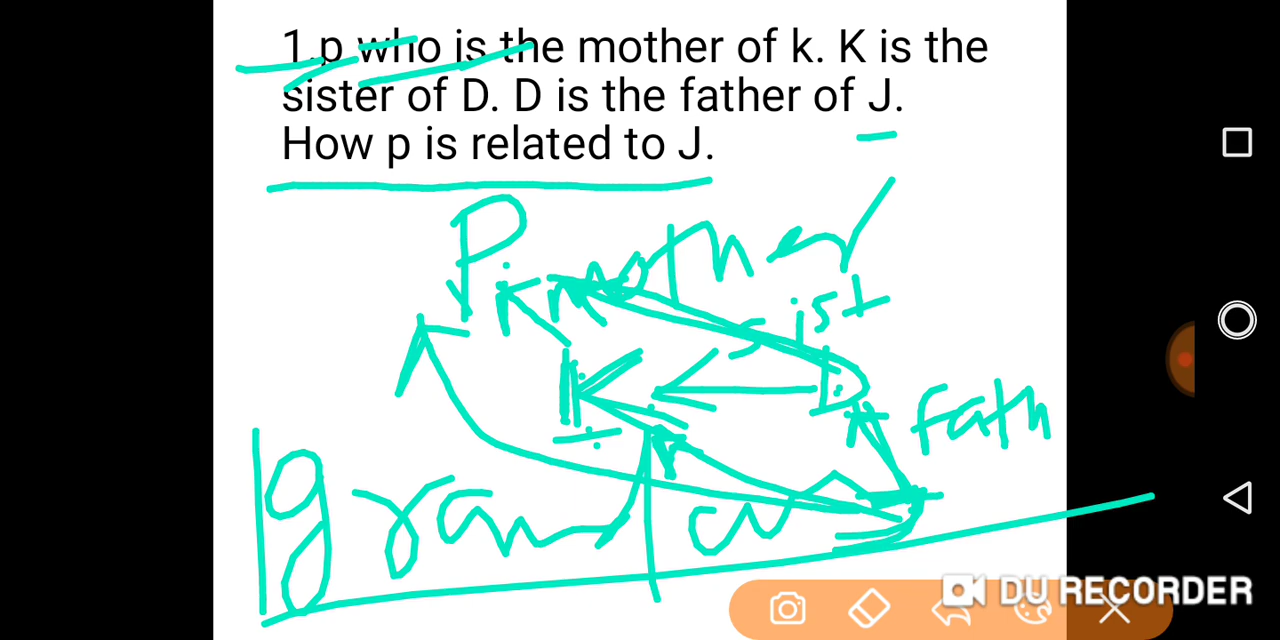 1.p who is the mother of k. K is the
sister of D. D is the father of J.
How p is related to J.
P mother
sist
K D
fath
grand
DU RECORDER